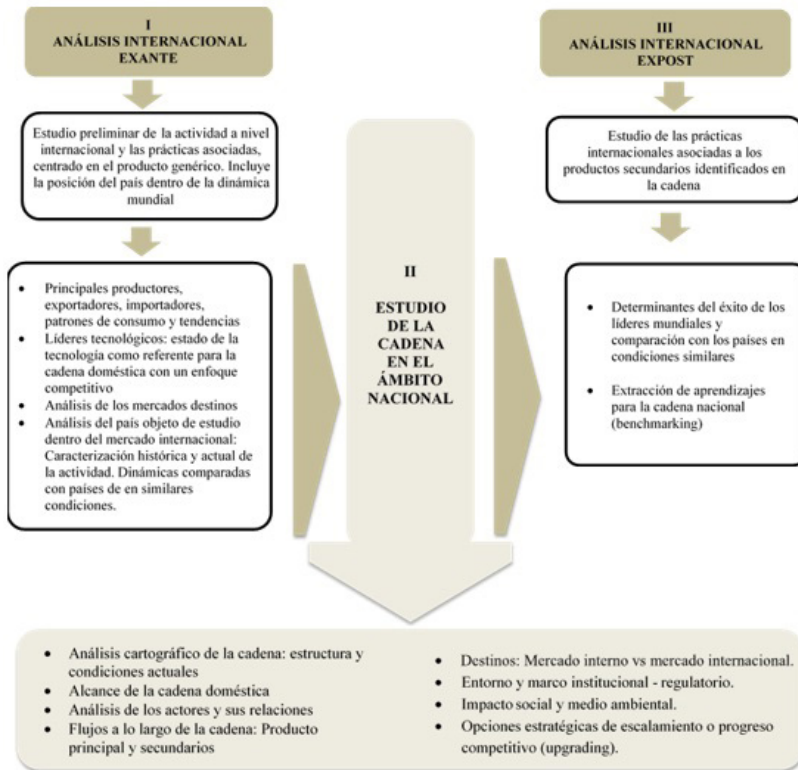 I
ANÁLISIS INTERNACIONAL
EXANTE
Estudio preliminar de la actividad a nivel
internacional y las prácticas asociadas,
centrado en el producto genérico. Incluye
la posición del país dentro de la dinámica
mundial
• Principales productores,
exportadores, importadores,
patrones de consumo y tendencias
• Líderes tecnológicos: estado de la
tecnología como referente para la
cadena doméstica con un enfoque
competitivo
• Análisis de los mercados destinos
• Análisis del país objeto de estudio
dentro del mercado internacional:
Caracterización histórica y actual de
la actividad. Dinámicas comparadas
con países de en similares
condiciones.
II
ESTUDIO
DE LA
CADENA
EN EL
ÁMBITO
NACIONAL
III
ANÁLISIS INTERNACIONAL
EXPOST
Estudio de las prácticas
internacionales asociadas a los
productos secundarios identificados en
la cadena
• Determinantes del éxito de los
líderes mundiales y
comparación con los países en
condiciones similares
• Extracción de aprendizajes
para la cadena nacional
(benchmarking)
• Análisis cartográfico de la cadena: estructura y
condiciones actuales
• Alcance de la cadena doméstica
• Análisis de los actores y sus relaciones
• Flujos a lo largo de la cadena: Producto
principal y secundarios
• Destinos: Mercado interno vs mercado internacional.
• Entorno y marco institucional - regulatorio.
• Impacto social y medio ambiental.
• Opciones estratégicas de escalamiento o progreso
competitivo (upgrading).